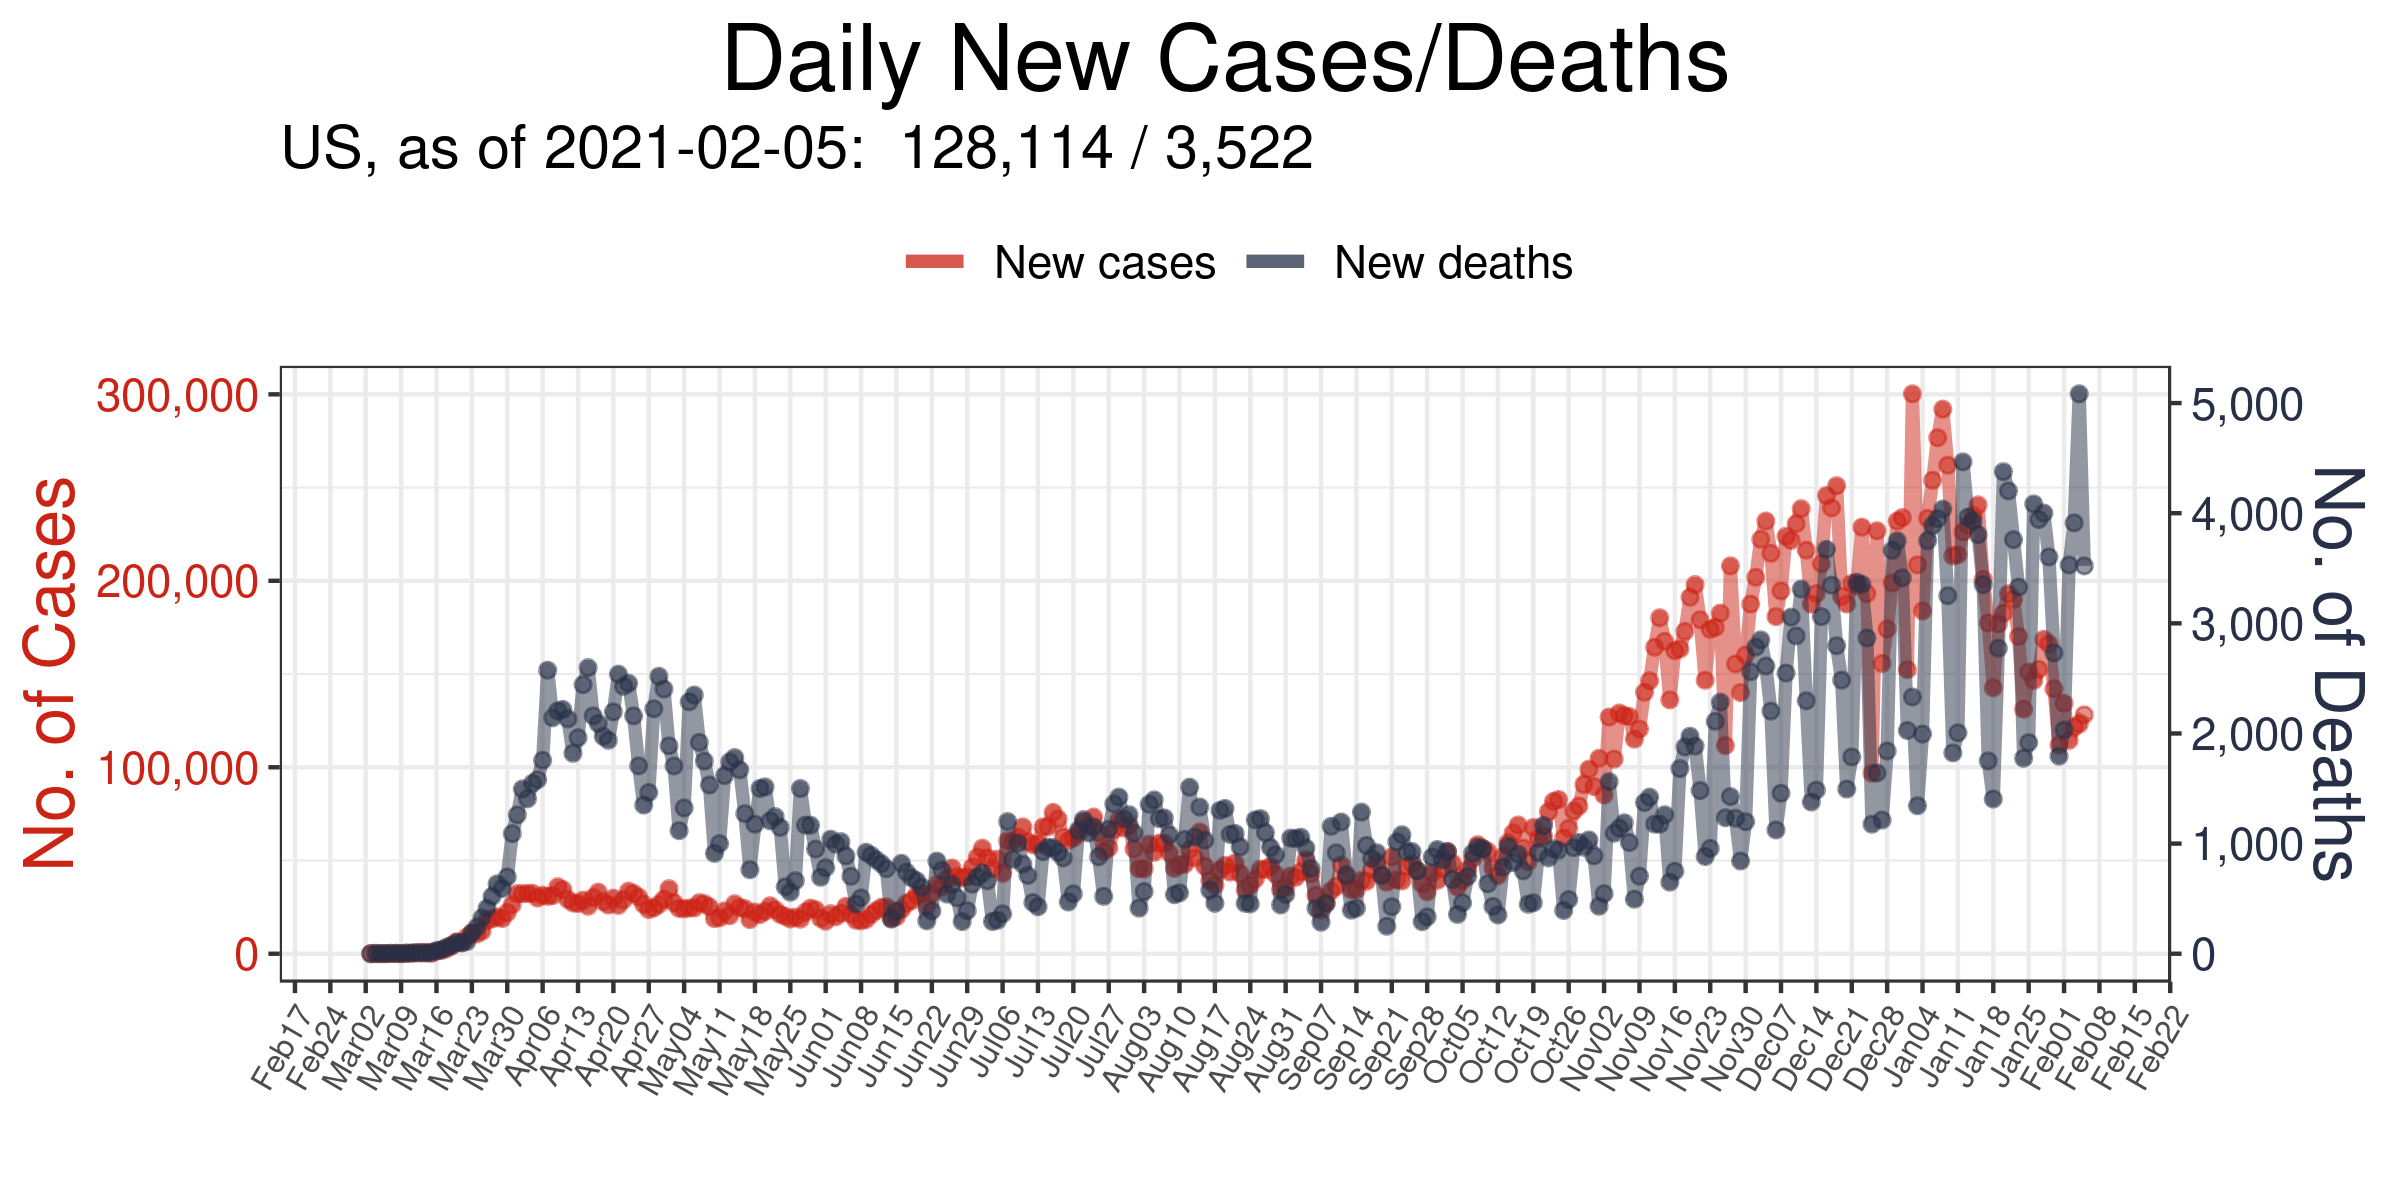 Daily New Cases/Deaths
US, as of 2021-02-05:  128,114 / 3,522
New cases
New deaths
No. of Cases
300,000
200,000
100,000
0
5,000
4,000
3,000
2,000
1,000
0
No. of Deaths
Feb17
Feb24
Mar02
Mar09
Mar16
Mar23
Mar30
Apr06
Apr13
Apr20
Apr27
May04
May11
May18
May25
Jun01
Jun08
Jun15
Jun22
Jun29
Jul06
Jul13
Jul20
Jul27
Aug03
Aug10
Aug17
Aug24
Aug31
Sep07
Sep14
Sep21
Sep28
Oct05
Oct12
Oct19
Oct26
Nov02
Nov09
Nov16
Nov23
Nov30
Dec07
Dec14
Dec21
Dec28
Jan04
Jan11
Jan18
Jan25
Feb01
Feb08
Feb15
Feb22